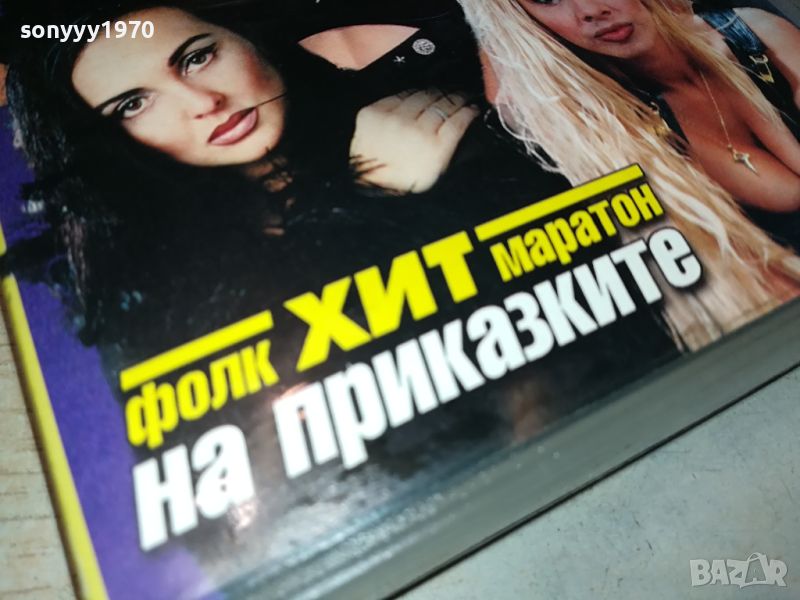 sonyyy1970
фолк ХИТ маратон
на приказките
BAZAR